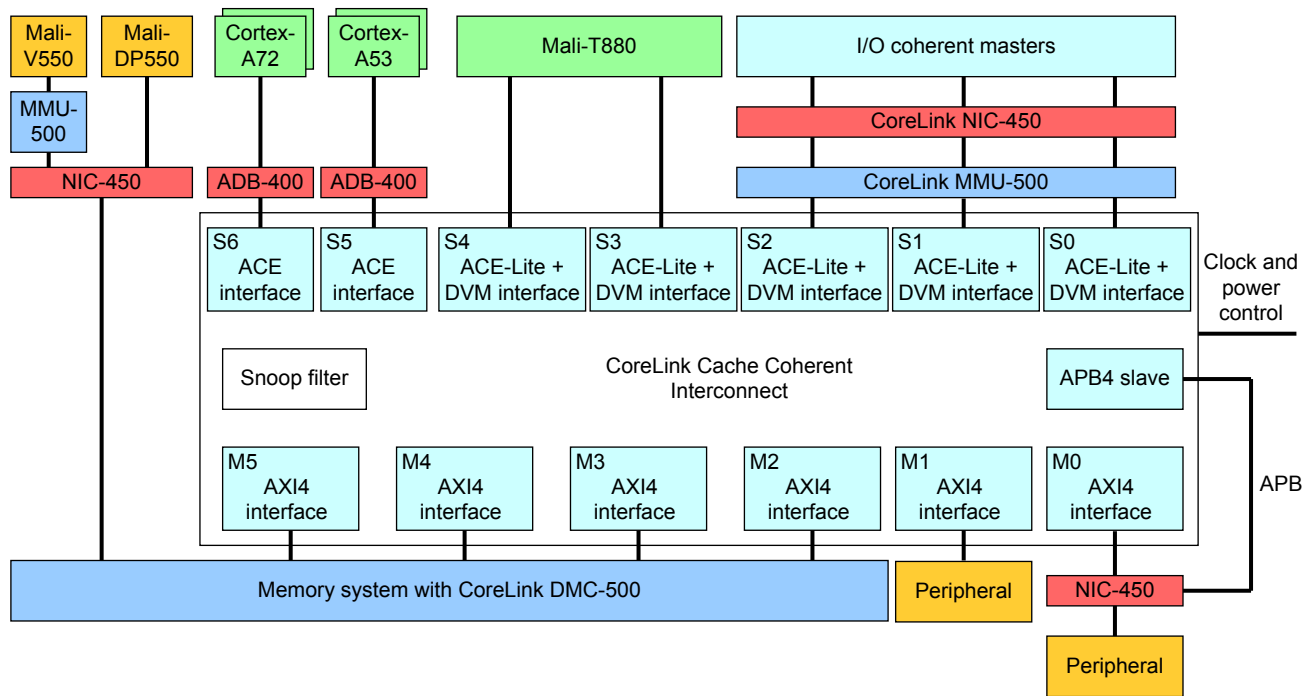 Mali-
V550
Mali-
DP550
Cortex-
A72
Cortex-
A53
Mali-T880
I/O coherent masters
MMU-
500
CoreLink NIC-450
NIC-450
ADB-400
ADB-400
CoreLink MMU-500
S6
ACE
interface
S5
ACE
interface
S4
ACE-Lite +
DVM interface
S3
ACE-Lite +
DVM interface
S2
ACE-Lite +
DVM interface
S1
ACE-Lite +
DVM interface
S0
ACE-Lite +
DVM interface
Clock and
power
control
Snoop filter
CoreLink Cache Coherent
Interconnect
APB4 slave
M5
AXI4
interface
M4
AXI4
interface
M3
AXI4
interface
M2
AXI4
interface
M1
AXI4
interface
M0
AXI4
interface
APB
Memory system with CoreLink DMC-500
Peripheral
NIC-450
Peripheral